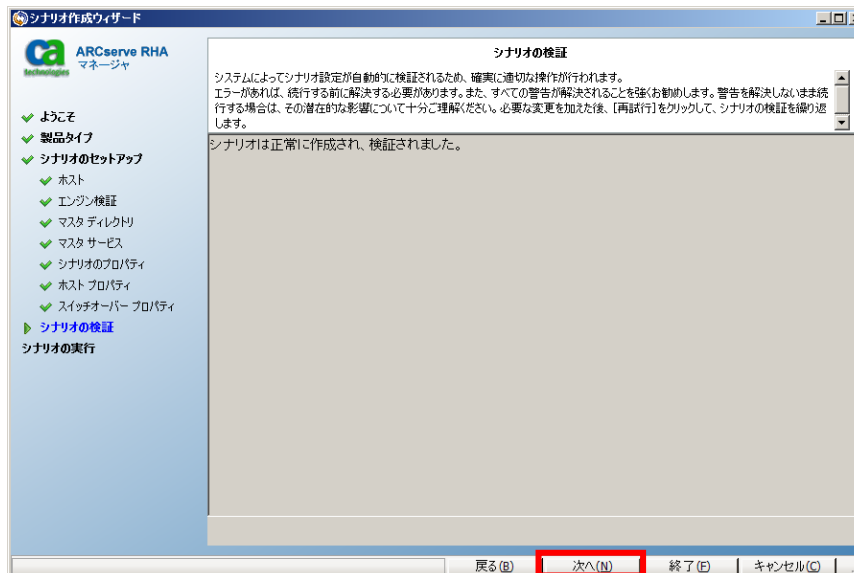 シナリオ作成ウィザード
ca
technologies
ARCserve RHA
マネージャ
ようこそ
製品タイプ
シナリオのセットアップ
ホスト
エンジン検証
マスタ ディレクトリ
マスタ サービス
シナリオのプロパティ
ホスト プロパティ
スイッチオーバー プロパティ
シナリオの検証
シナリオの実行
シナリオの検証
システムによってシナリオ設定が自動的に検証されるため、確実に適切な操作が行われます。
エラーがあれば、続行する前に解決する必要があります。また、すべての警告が解決されることを強くお勧めします。警告を解決しないまま続
行する場合は、その潜在的な影響について十分ご理解ください。必要な変更を加えた後、[再試行]をクリックして、シナリオの検証を繰り返
します。
シナリオは正常に作成され、検証されました。
戻る(B)
次へ(N)
終了(F)
キャンセル(C)